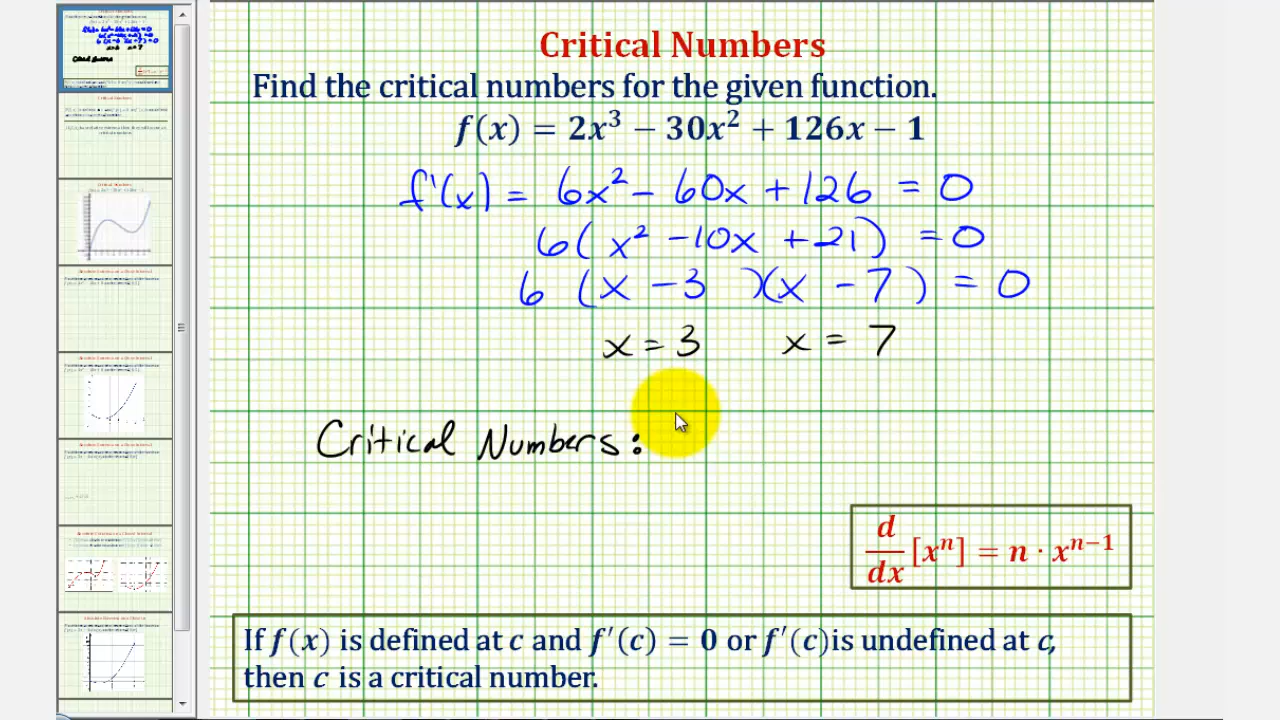 Critical Numbers
Find the critical numbers for the given function.
f(x) = 2x³ − 30x² + 126x − 1
f'(x) = 6x² − 60x + 126 = 0
6(x² − 10x + 21) = 0
6(x − 3)(x − 7) = 0
x = 3 x = 7
Critical Numbers:
d/dx [xⁿ] = n · xⁿ⁻¹
If f(x) is defined at c and f′(c) = 0 or f′(c) is undefined at c,
then c is a critical number.